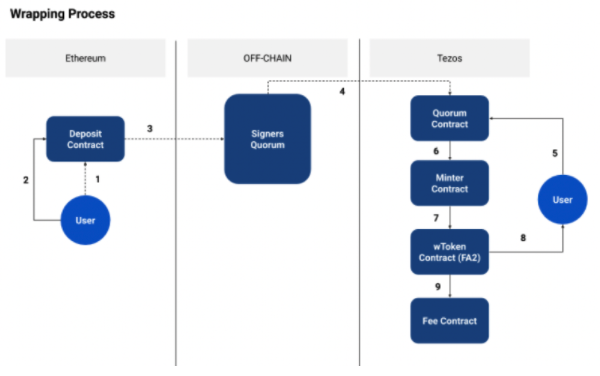 Wrapping Process
Ethereum
OFF-CHAIN
Tezos
Deposit
Contract
1
2
User
3
Signers
Quorum
4
Quorum
Contract
5
User
6
Minter
Contract
7
wToken
Contract (FA2)
8
9
Fee Contract